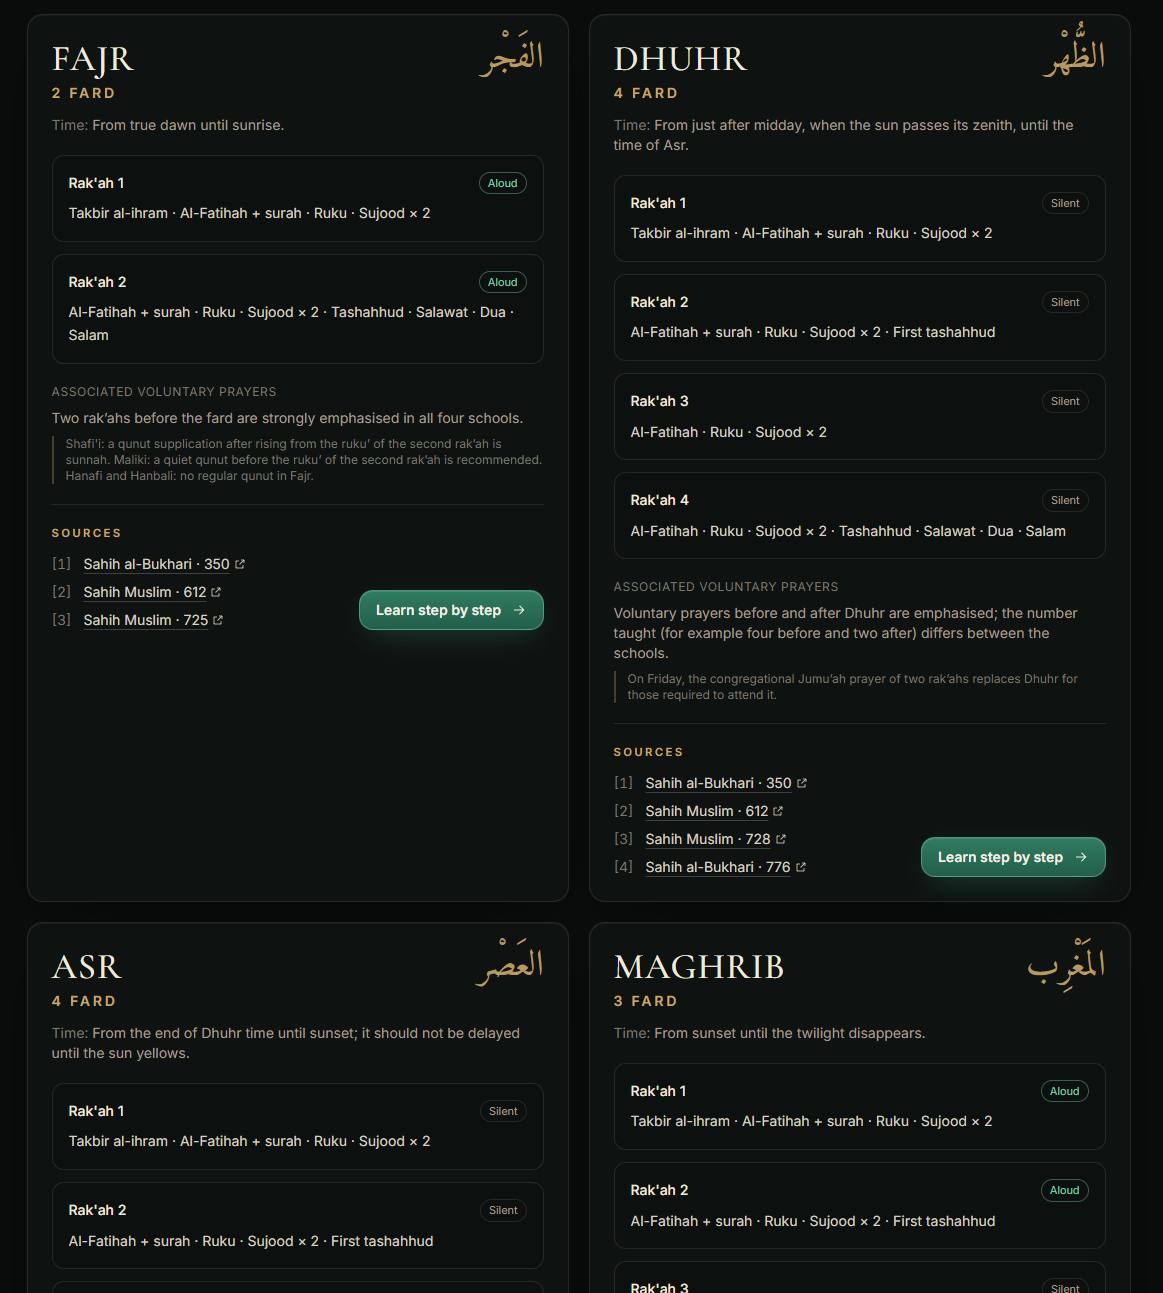 FAJR
الفَجْر
2 FARD
Time: From true dawn until sunrise.
Rak'ah 1
Aloud
Takbir al-ihram · Al-Fatihah + surah · Ruku · Sujood × 2
Rak'ah 2
Aloud
Al-Fatihah + surah · Ruku · Sujood × 2 · Tashahhud · Salawat · Dua ·
Salam
ASSOCIATED VOLUNTARY PRAYERS
Two rak’ahs before the fard are strongly emphasised in all four schools.
Shafi'i: a qunut supplication after rising from the ruku’ of the second rak’ah is
sunnah. Maliki: a quiet qunut before the ruku’ of the second rak’ah is recommended.
Hanafi and Hanbali: no regular qunut in Fajr.
SOURCES
[1] Sahih al-Bukhari · 350
[2] Sahih Muslim · 612
[3] Sahih Muslim · 725
Learn step by step →
DHUHR
الظُّهْر
4 FARD
Time: From just after midday, when the sun passes its zenith, until the
time of Asr.
Rak'ah 1
Silent
Takbir al-ihram · Al-Fatihah + surah · Ruku · Sujood × 2
Rak'ah 2
Silent
Al-Fatihah + surah · Ruku · Sujood × 2 · First tashahhud
Rak'ah 3
Silent
Al-Fatihah · Ruku · Sujood × 2
Rak'ah 4
Silent
Al-Fatihah · Ruku · Sujood × 2 · Tashahhud · Salawat · Dua · Salam
ASSOCIATED VOLUNTARY PRAYERS
Voluntary prayers before and after Dhuhr are emphasised; the number
taught (for example four before and two after) differs between the
schools.
On Friday, the congregational Jumu’ah prayer of two rak’ahs replaces Dhuhr for
those required to attend it.
SOURCES
[1] Sahih al-Bukhari · 350
[2] Sahih Muslim · 612
[3] Sahih Muslim · 728
[4] Sahih al-Bukhari · 776
Learn step by step →
ASR
العَصْر
4 FARD
Time: From the end of Dhuhr time until sunset; it should not be delayed
until the sun yellows.
Rak'ah 1
Silent
Takbir al-ihram · Al-Fatihah + surah · Ruku · Sujood × 2
Rak'ah 2
Silent
Al-Fatihah + surah · Ruku · Sujood × 2 · First tashahhud
MAGHRIB
المَغْرِب
3 FARD
Time: From sunset until the twilight disappears.
Rak'ah 1
Aloud
Takbir al-ihram · Al-Fatihah + surah · Ruku · Sujood × 2
Rak'ah 2
Aloud
Al-Fatihah + surah · Ruku · Sujood × 2 · First tashahhud
Rak'ah 3
Silent